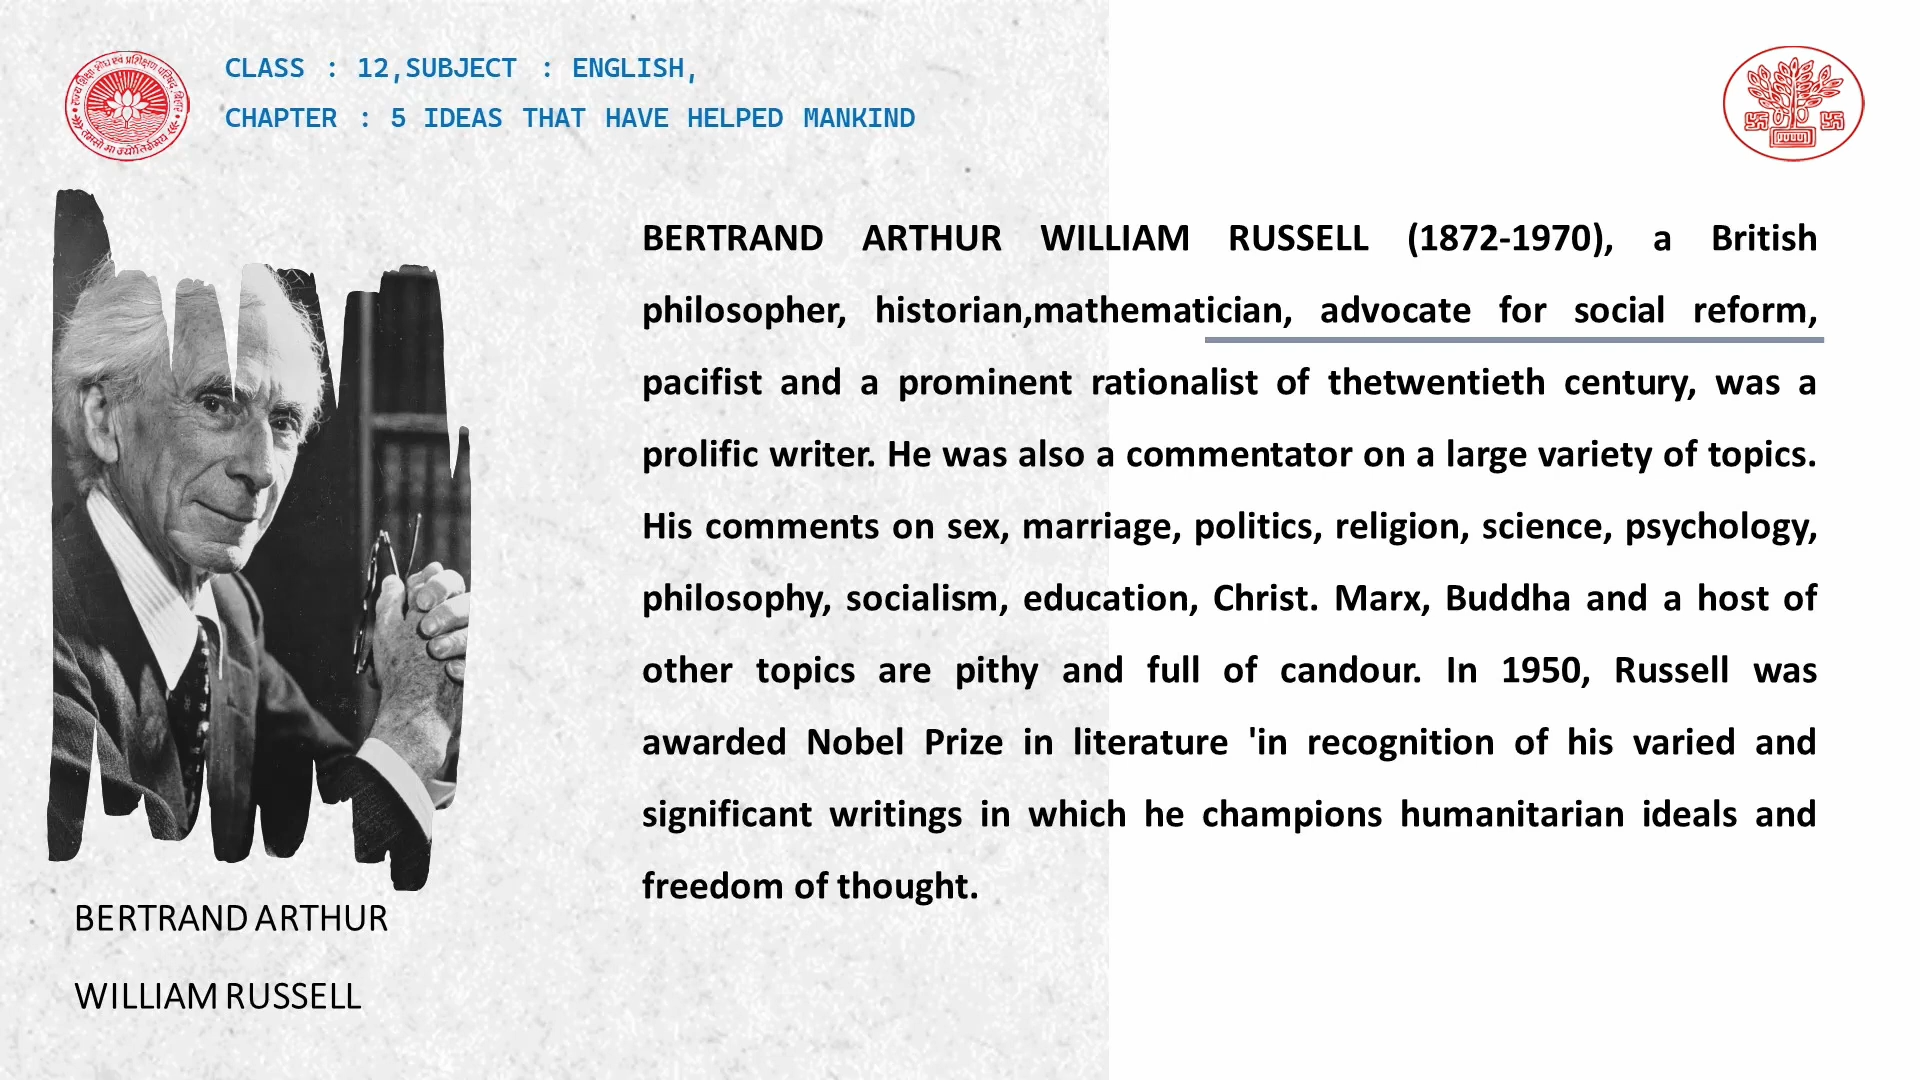 CLASS : 12,SUBJECT : ENGLISH,
CHAPTER : 5 IDEAS THAT HAVE HELPED MANKIND
BERTRAND ARTHUR WILLIAM RUSSELL (1872-1970), a British
philosopher, historian,mathematician, advocate for social reform,
pacifist and a prominent rationalist of thetwentieth century, was a
prolific writer. He was also a commentator on a large variety of topics.
His comments on sex, marriage, politics, religion, science, psychology,
philosophy, socialism, education, Christ. Marx, Buddha and a host of
other topics are pithy and full of candour. In 1950, Russell was
awarded Nobel Prize in literature 'in recognition of his varied and
significant writings in which he champions humanitarian ideals and
freedom of thought.
BERTRAND ARTHUR
WILLIAM RUSSELL